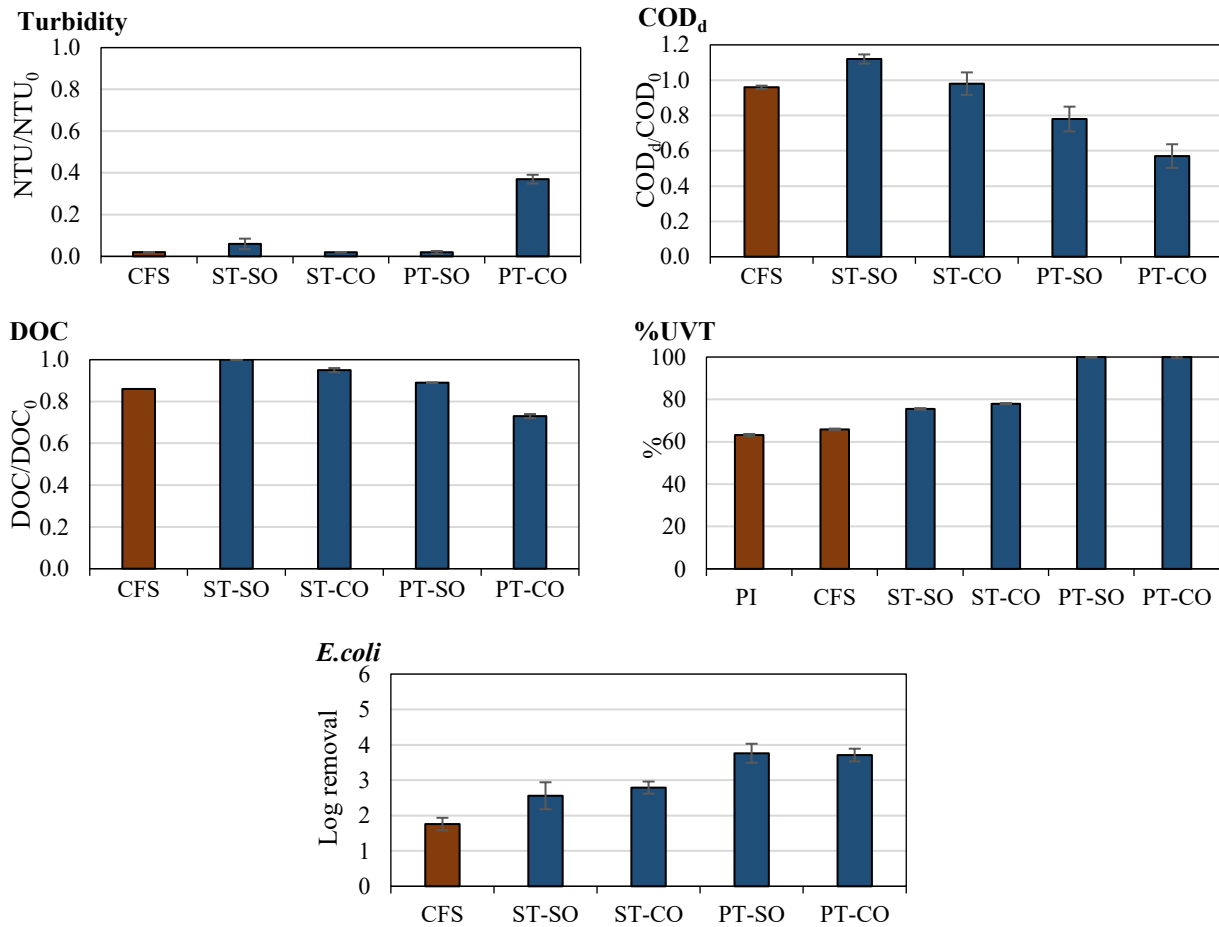 Turbidity
NTU/NTU0
1.0
0.8
0.6
0.4
0.2
0.0
CFS ST-SO ST-CO PT-SO PT-CO
CODd
CODd/COD0
1.2
1.0
0.8
0.6
0.4
0.2
0.0
CFS ST-SO ST-CO PT-SO PT-CO
DOC
DOC/DOC0
1.0
0.8
0.6
0.4
0.2
0.0
CFS ST-SO ST-CO PT-SO PT-CO
%UVT
%
100
80
60
40
20
0
PI CFS ST-SO ST-CO PT-SO PT-CO
E.coli
Log removal
6
5
4
3
2
1
0
CFS ST-SO ST-CO PT-SO PT-CO